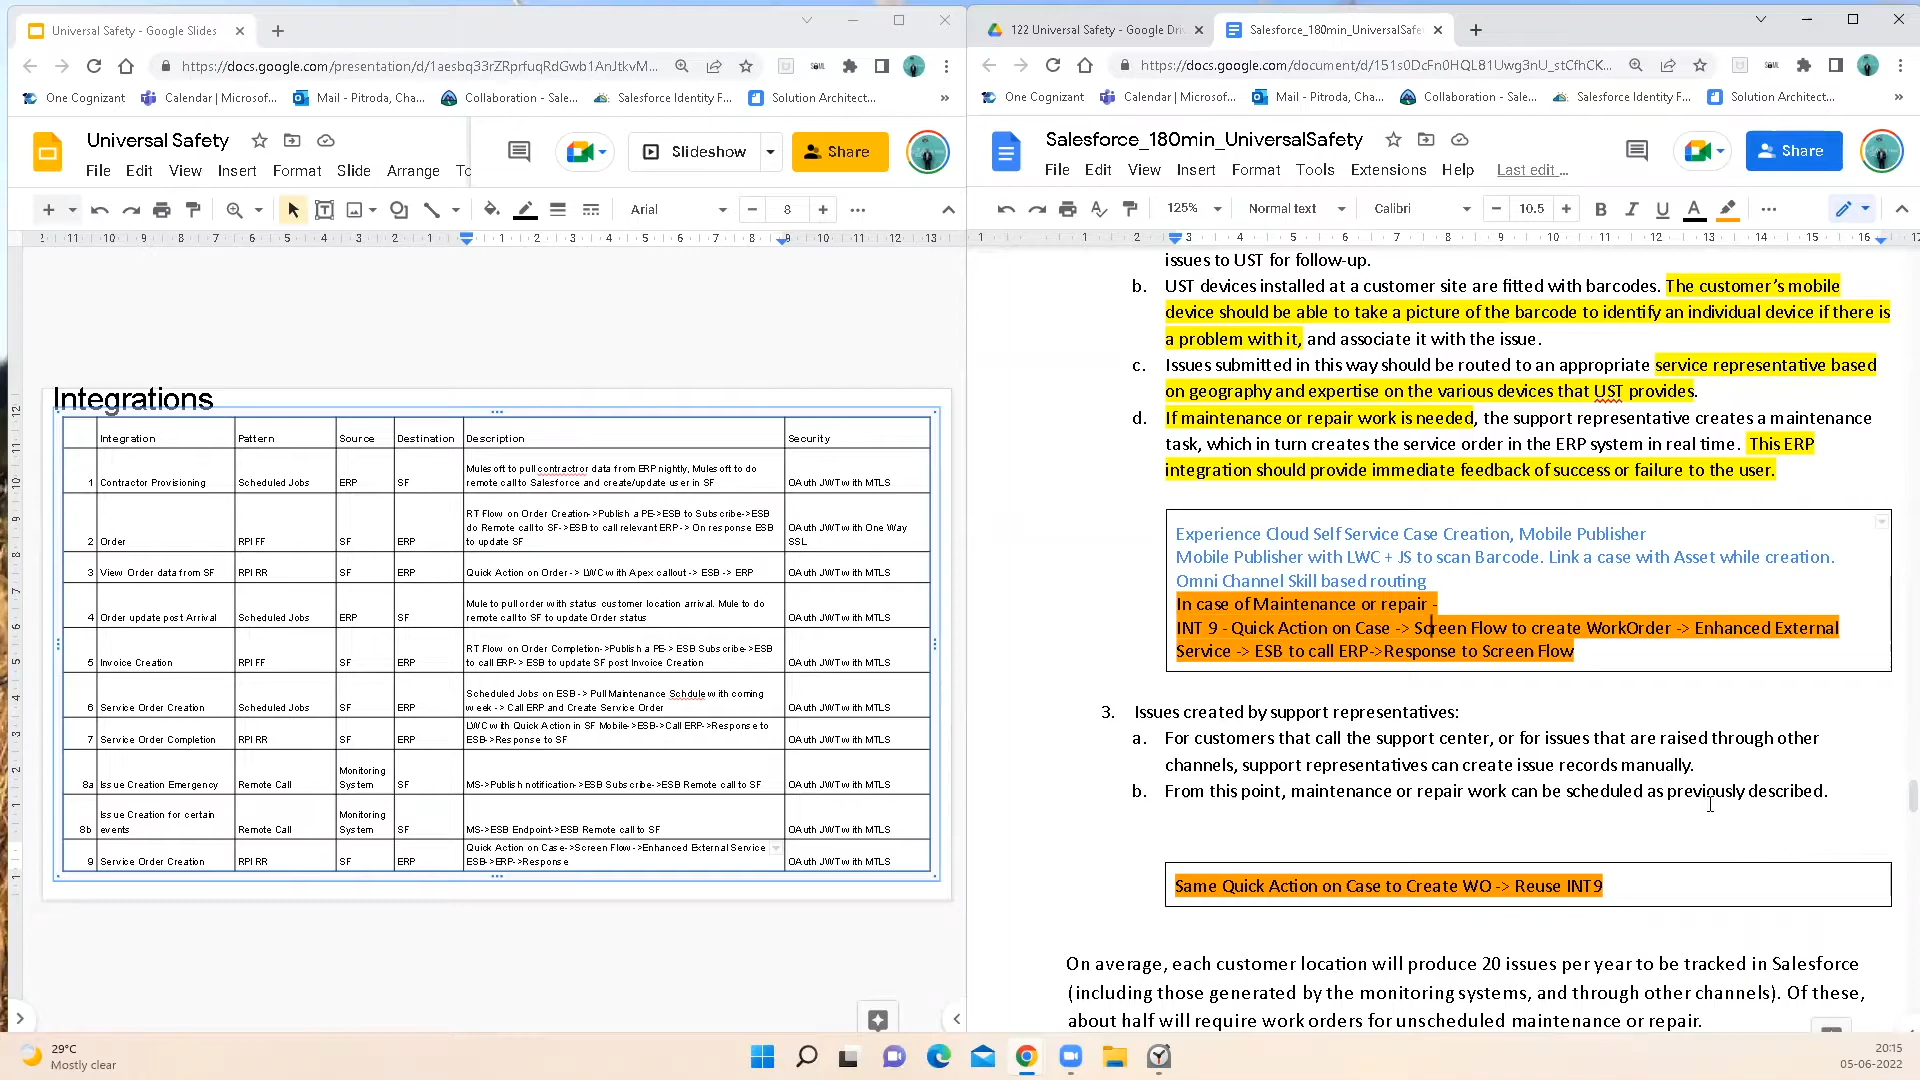 Universal Safety - Google Slides
https://docs.google.com/presentation/d/1aesbq33rZRprfuqRdGwb1AnJtkvM...
One Cognizant
Calendar | Microsof...
Mail - Pitroda, Cha...
Collaboration - Sale...
Salesforce Identity F...
Solution Architect...
Universal Safety
File Edit View Insert Format Slide Arrange To
Slideshow
Share
Arial
8
Integrations
Integration Pattern Source Destination Description Security
1 Contractor Provisioning Scheduled Jobs ERP SF Mulesoft to pull contractror data from ERP nightly, Mulesoft to do remote call to Salesforce and create/update user in SF OAuth JWT with MTLS
2 Order RPI FF SF ERP RT Flow on Order Creation->Publish a PE->ESB to Subscribe->ESB do Remote call to SF->ESB to call relevant ERP-> On response ESB to update SF OAuth JWT with One Way SSL
3 View Order data from SF RPI RR SF ERP Quick Action on Order -> LWC with Apex callout -> ESB -> ERP OAuth JWT with MTLS
4 Order update post Arrival Scheduled Jobs ERP SF Mule to pull order with status customer location arrival. Mule to do remote call to SF to update Order status OAuth JWT with MTLS
5 Invoice Creation RPI FF SF ERP RT Flow on Order Completion->Publish a PE-> ESB Subscribe->ESB to call ERP-> ESB to update SF post Invoice Creation OAuth JWT with MTLS
6 Service Order Creation Scheduled Jobs SF ERP Scheduled Jobs on ESB -> Pull Maintenance Schdule with coming week -> Call ERP and Create Service Order OAuth JWT with MTLS
7 Service Order Completion RPI RR SF ERP LWC with Quick Action in SF Mobile->ESB->Call ERP->Response to ESB->Response to SF OAuth JWT with MTLS
8a Issue Creation Emergency Remote Call Monitoring System SF MS->Publish notification->ESB Subscribe->ESB Remote call to SF OAuth JWT with MTLS
8b Issue Creation for certain events Remote Call Monitoring System SF MS->ESB Endpoint->ESB Remote call to SF OAuth JWT with MTLS
9 Service Order Creation RPI RR SF ERP Quick Action on Case->Screen Flow->Enhanced External Service ESB->ERP->Response OAuth JWT with MTLS
122 Universal Safety - Google Dri
Salesforce_180min_UniversalSafe
https://docs.google.com/document/d/151s0DcFn0HQL81Uwg3nU_stCfhCK...
One Cognizant
Calendar | Microsof...
Mail - Pitroda, Cha...
Collaboration - Sale...
Salesforce Identity F...
Solution Architect...
Salesforce_180min_UniversalSafety
File Edit View Insert Format Tools Extensions Help Last edit ...
Share
125% Normal text Calibri 10.5
issues to UST for follow-up.
b. UST devices installed at a customer site are fitted with barcodes. The customer's mobile
device should be able to take a picture of the barcode to identify an individual device if there is
a problem with it, and associate it with the issue.
c. Issues submitted in this way should be routed to an appropriate service representative based
on geography and expertise on the various devices that UST provides.
d. If maintenance or repair work is needed, the support representative creates a maintenance
task, which in turn creates the service order in the ERP system in real time. This ERP
integration should provide immediate feedback of success or failure to the user.
Experience Cloud Self Service Case Creation, Mobile Publisher
Mobile Publisher with LWC + JS to scan Barcode. Link a case with Asset while creation.
Omni Channel Skill based routing
In case of Maintenance or repair -
INT 9 - Quick Action on Case -> Screen Flow to create WorkOrder -> Enhanced External
Service -> ESB to call ERP->Response to Screen Flow
3. Issues created by support representatives:
a. For customers that call the support center, or for issues that are raised through other
channels, support representatives can create issue records manually.
b. From this point, maintenance or repair work can be scheduled as previously described.
Same Quick Action on Case to Create WO -> Reuse INT9
On average, each customer location will produce 20 issues per year to be tracked in Salesforce
(including those generated by the monitoring systems, and through other channels). Of these,
about half will require work orders for unscheduled maintenance or repair.
29°C
Mostly clear
20:15
05-06-2022